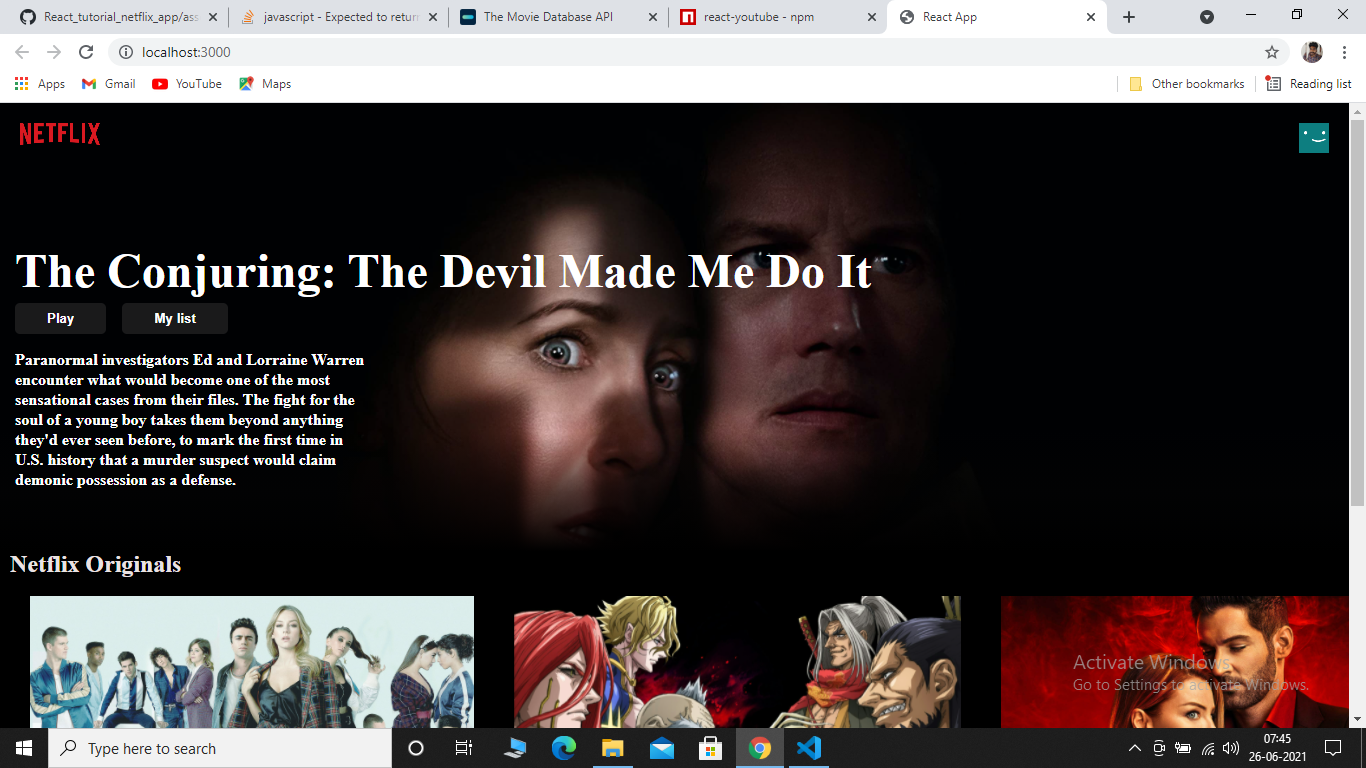 React_tutorial_netflix_app/ass
javascript - Expected to return
The Movie Database API
react-youtube - npm
React App
localhost:3000
Apps
Gmail
YouTube
Maps
Other bookmarks
Reading list
NETFLIX
The Conjuring: The Devil Made Me Do It
Play
My list
Paranormal investigators Ed and Lorraine Warren
encounter what would become one of the most
sensational cases from their files. The fight for the
soul of a young boy takes them beyond anything
they'd ever seen before, to mark the first time in
U.S. history that a murder suspect would claim
demonic possession as a defense.
Netflix Originals
Activate Windows
Go to Settings to activate Windows.
Type here to search
07:45
26-06-2021